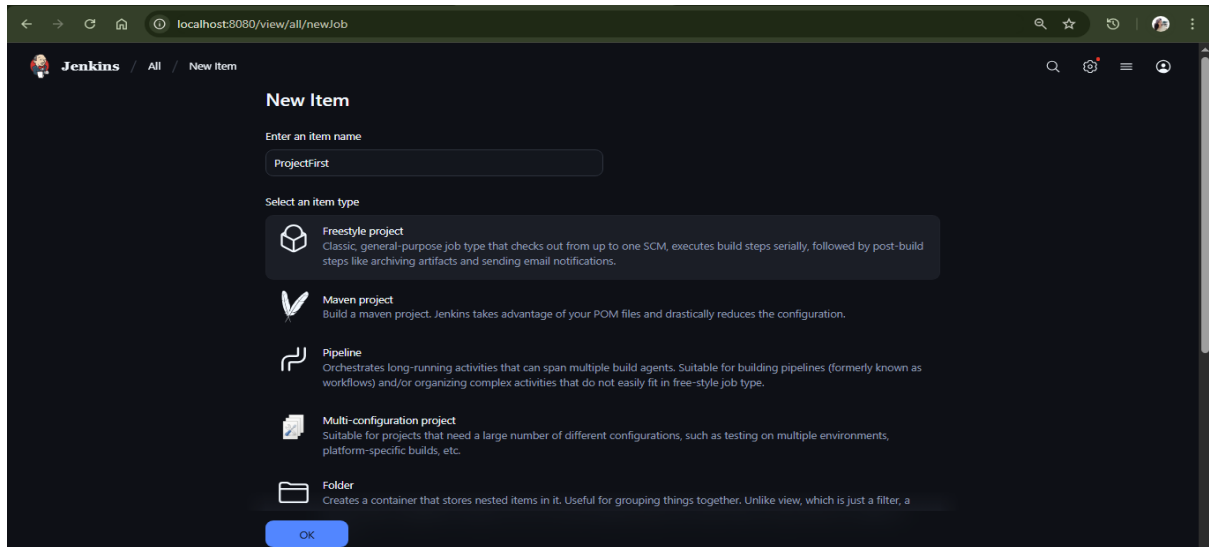 localhost:8080/view/all/newJob
Jenkins / All / New Item
New Item
Enter an item name
ProjectFirst
Select an item type
Freestyle project
Classic, general-purpose job type that checks out from up to one SCM, executes build steps serially, followed by post-build
steps like archiving artifacts and sending email notifications.
Maven project
Build a maven project. Jenkins takes advantage of your POM files and drastically reduces the configuration.
Pipeline
Orchestrates long-running activities that can span multiple build agents. Suitable for building pipelines (formerly known as
workflows) and/or organizing complex activities that do not easily fit in free-style job type.
Multi-configuration project
Suitable for projects that need a large number of different configurations, such as testing on multiple environments,
platform-specific builds, etc.
Folder
Creates a container that stores nested items in it. Useful for grouping things together. Unlike view, which is just a filter, a
OK